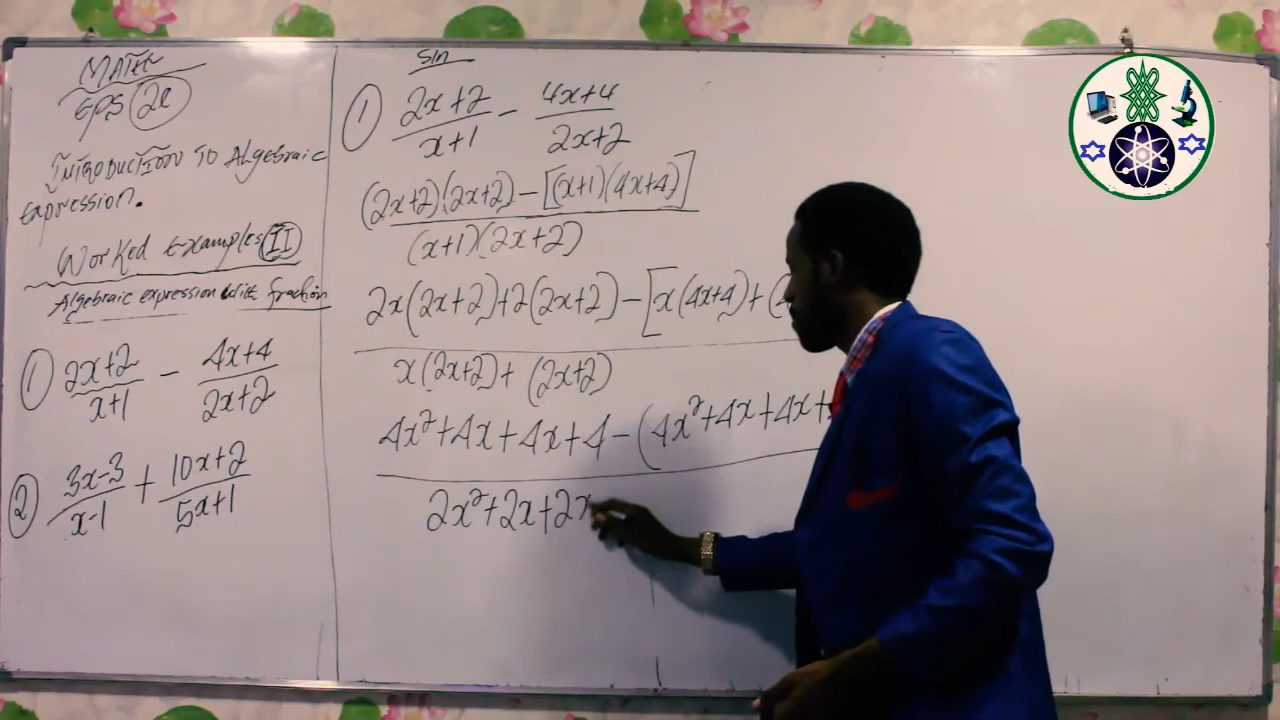 MATH
EPS 2e
Introduction to Algebraic
Expression.
Worked Examples II
Algebraic expression with fraction
① 2x+2/x+1 − 4x+4/2x+2
② 3x-3/x-1 + 10x+2/5x+1
Sln
① 2x+2/x+1 − 4x+4/2x+2
(2x+2)(2x+2) − [(x+1)(4x+4)]
(x+1)(2x+2)
2x(2x+2)+2(2x+2) − [x(4x+4)+(
x(2x+2)+(2x+2)
4x²+4x+4x+4−(4x²+4x+4x+
2x²+2x+2x